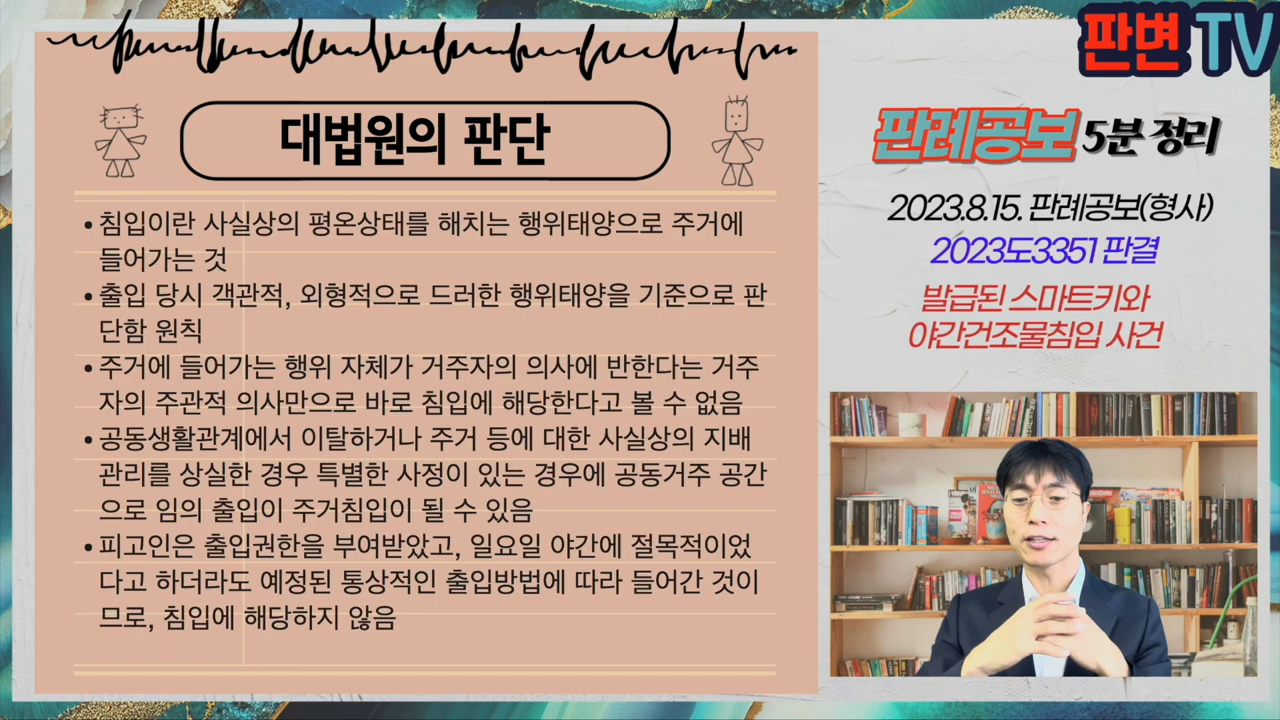 판변 TV
대법원의 판단
• 침입이란 사실상의 평온상태를 해치는 행위태양으로 주거에
들어가는 것
• 출입 당시 객관적, 외형적으로 드러한 행위태양을 기준으로 판
단함 원칙
• 주거에 들어가는 행위 자체가 거주자의 의사에 반한다는 거주
자의 주관적 의사만으로 바로 침입에 해당한다고 볼 수 없음
• 공동생활관계에서 이탈하거나 주거 등에 대한 사실상의 지배
관리를 상실한 경우 특별한 사정이 있는 경우에 공동거주 공간
으로 임의 출입이 주거침입이 될 수 있음
• 피고인은 출입권한을 부여받았고, 일요일 야간에 절목적이었
다고 하더라도 예정된 통상적인 출입방법에 따라 들어간 것이
므로, 침입에 해당하지 않음
판례공보 5분 정리
2023.8.15. 판례공보(형사)
2023도3351 판결
발급된 스마트키와
야간건조물침입 사건